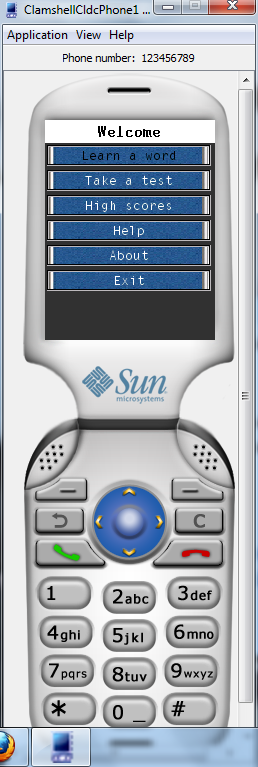 ClamshellCldcPhone1 ...
Application View Help
Phone number: 123456789
Welcome
Learn a word
Take a test
High scores
Help
About
Exit
Sun
microsystems
C
1 2abc 3def
4ghi 5jkl 6mno
7pqrs 8tuv 9wxyz
* 0 _ #